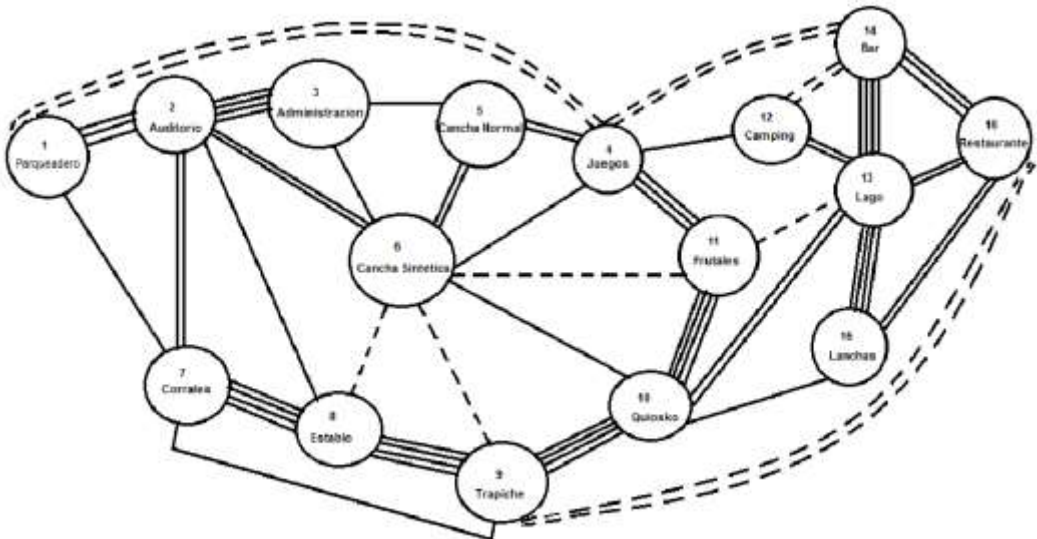 1
Parqueadero
2
Auditorio
3
Administracion
5
Cancha Normal
4
Juegos
12
Camping
14
Bar
16
Restaurante
13
Lago
6
Cancha Sintetica
11
Frutales
7
Corrales
8
Establo
9
Trapiche
10
Quiosko
15
Lanchas